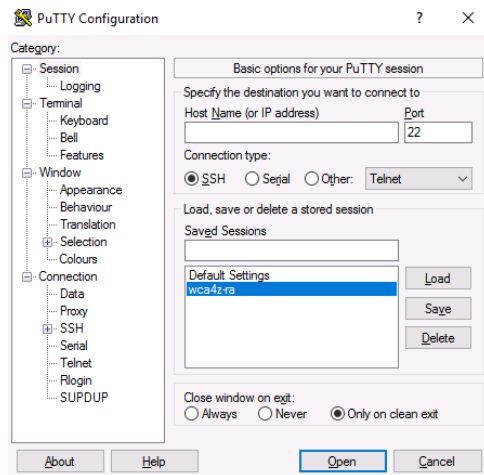 PuTTY Configuration
? ×
Category:
Session
Logging
Terminal
Keyboard
Bell
Features
Window
Appearance
Behaviour
Translation
Selection
Colours
Connection
Data
Proxy
SSH
Serial
Telnet
Rlogin
SUPDUP
Basic options for your PuTTY session
Specify the destination you want to connect to
Host Name (or IP address) Port
22
Connection type:
SSH Serial Other: Telnet
Load, save or delete a stored session
Saved Sessions
Default Settings
wca4z-ra
Load
Save
Delete
Close window on exit:
Always Never Only on clean exit
About Help Open Cancel